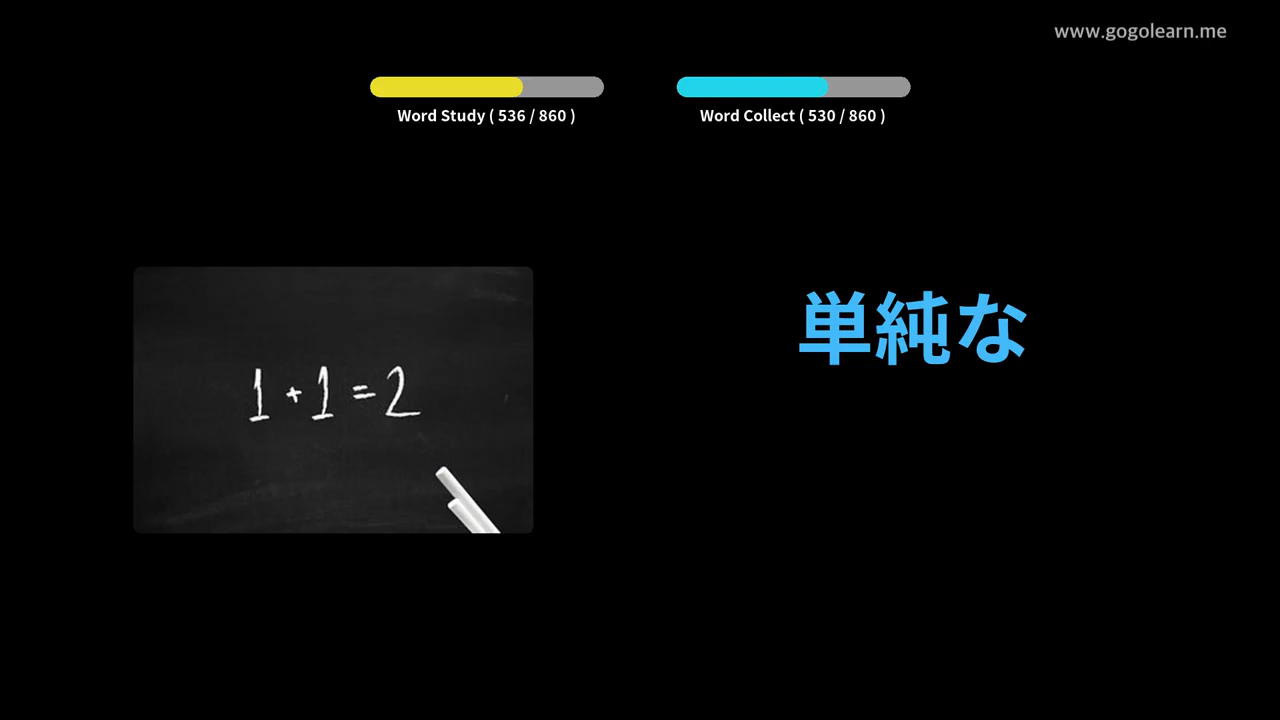 www.gogolearn.me
Word Study ( 536 / 860 )
Word Collect ( 530 / 860 )
単純な
1 + 1 = 2